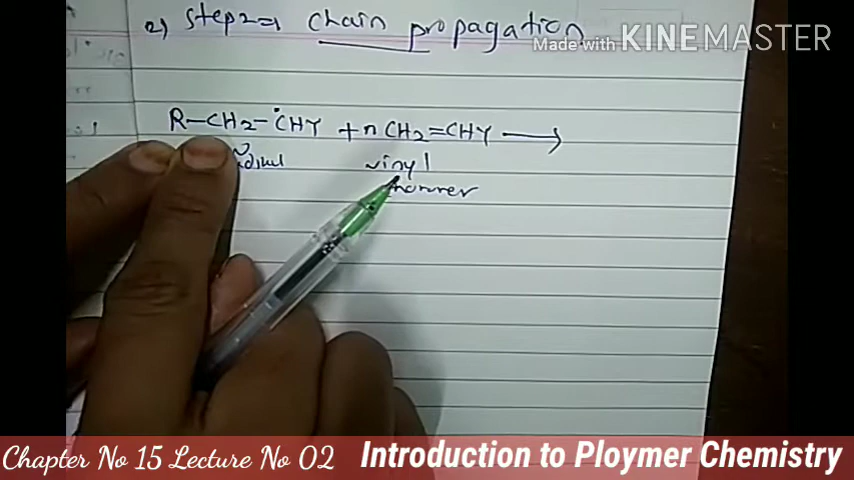 2) Step 2 ⇒ Chain propagation
Made with KINEMASTER
R—CH2—ĊHY + n CH2=CHY ⟶
vinyl
Chapter No 15 Lecture No 02 Introduction to Ploymer Chemistry